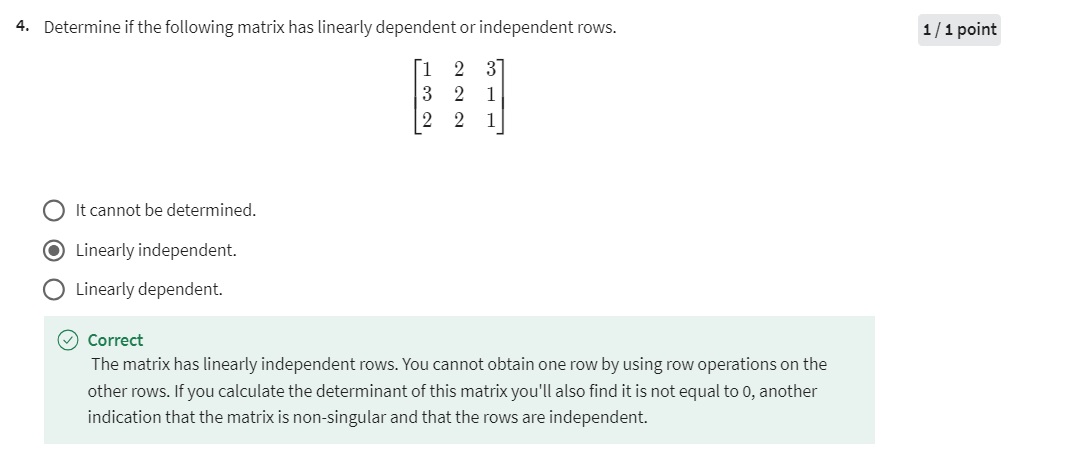 4. Determine if the following matrix has linearly dependent or independent rows.
1 / 1 point
1 2 3
3 2 1
2 2 1
It cannot be determined.
Linearly independent.
Linearly dependent.
Correct
The matrix has linearly independent rows. You cannot obtain one row by using row operations on the
other rows. If you calculate the determinant of this matrix you'll also find it is not equal to 0, another
indication that the matrix is non-singular and that the rows are independent.